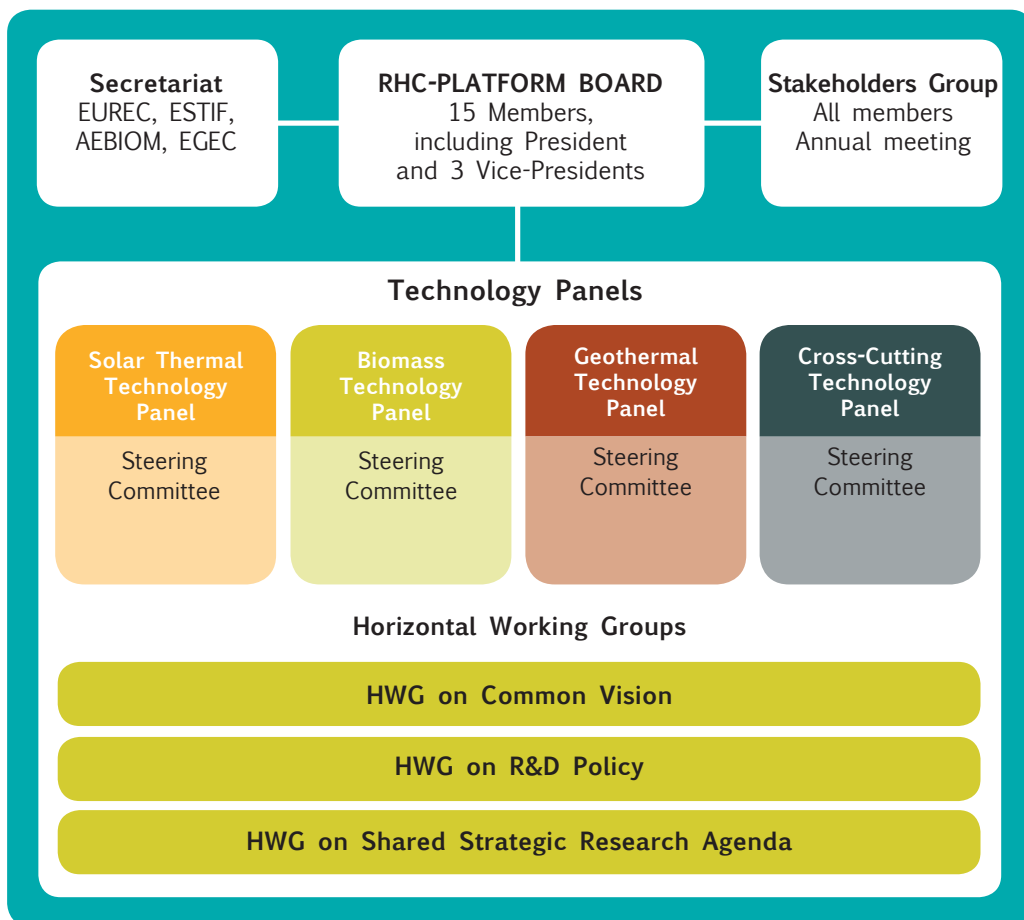 Secretariat
EUREC, ESTIF,
AEBIOM, EGEC
RHC-PLATFORM BOARD
15 Members,
including President
and 3 Vice-Presidents
Stakeholders Group
All members
Annual meeting
Technology Panels
Solar Thermal
Technology
Panel
Steering
Committee
Biomass
Technology
Panel
Steering
Committee
Geothermal
Technology
Panel
Steering
Committee
Cross-Cutting
Technology
Panel
Steering
Committee
Horizontal Working Groups
HWG on Common Vision
HWG on R&D Policy
HWG on Shared Strategic Research Agenda